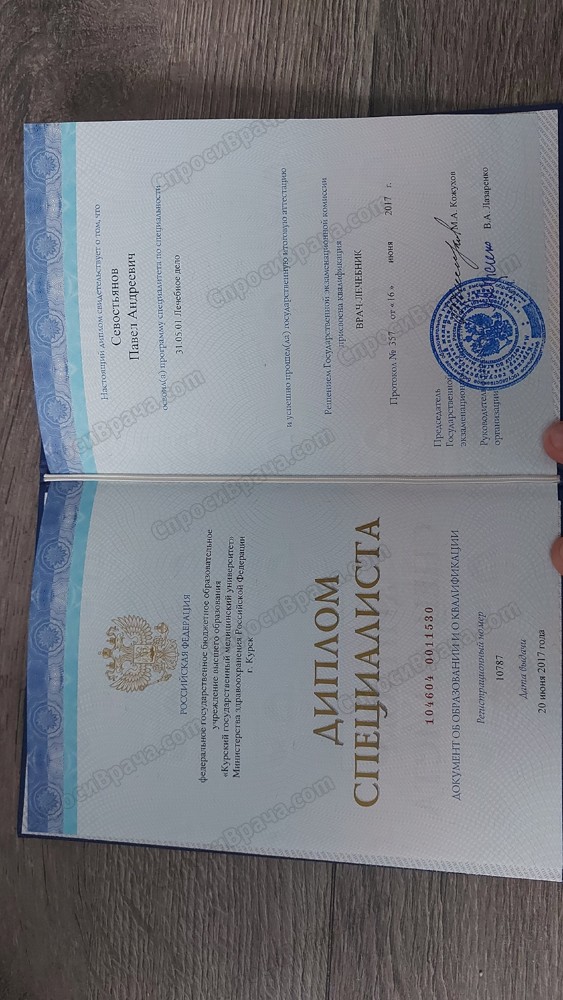 РОССИЙСКАЯ ФЕДЕРАЦИЯ
федеральное государственное бюджетное образовательное
учреждение высшего образования
«Курский государственный медицинский университет»
Министерства здравоохранения Российской Федерации
г. Курск
ДИПЛОМ
СПЕЦИАЛИСТА
104604 0011530
ДОКУМЕНТ ОБ ОБРАЗОВАНИИ И О КВАЛИФИКАЦИИ
Регистрационный номер
10787
Дата выдачи
20 июня 2017 года
Настоящий диплом свидетельствует о том, что
Севостьянов
Павел Андреевич
освоил(а) программу специалитета по специальности
31.05.01 Лечебное дело
и успешно прошел(ла) государственную итоговую аттестацию
Решением Государственной экзаменационной комиссии
присвоена квалификация
ВРАЧ-ЛЕЧЕБНИК
Протокол № 357 от «16» июня 2017 г.
Председатель
Государственной
экзаменационной
М.А. Кожухов
Руководитель
организации
В.А. Лазаренко
СпросиВрача.com